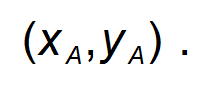 (x_A,y_A) .